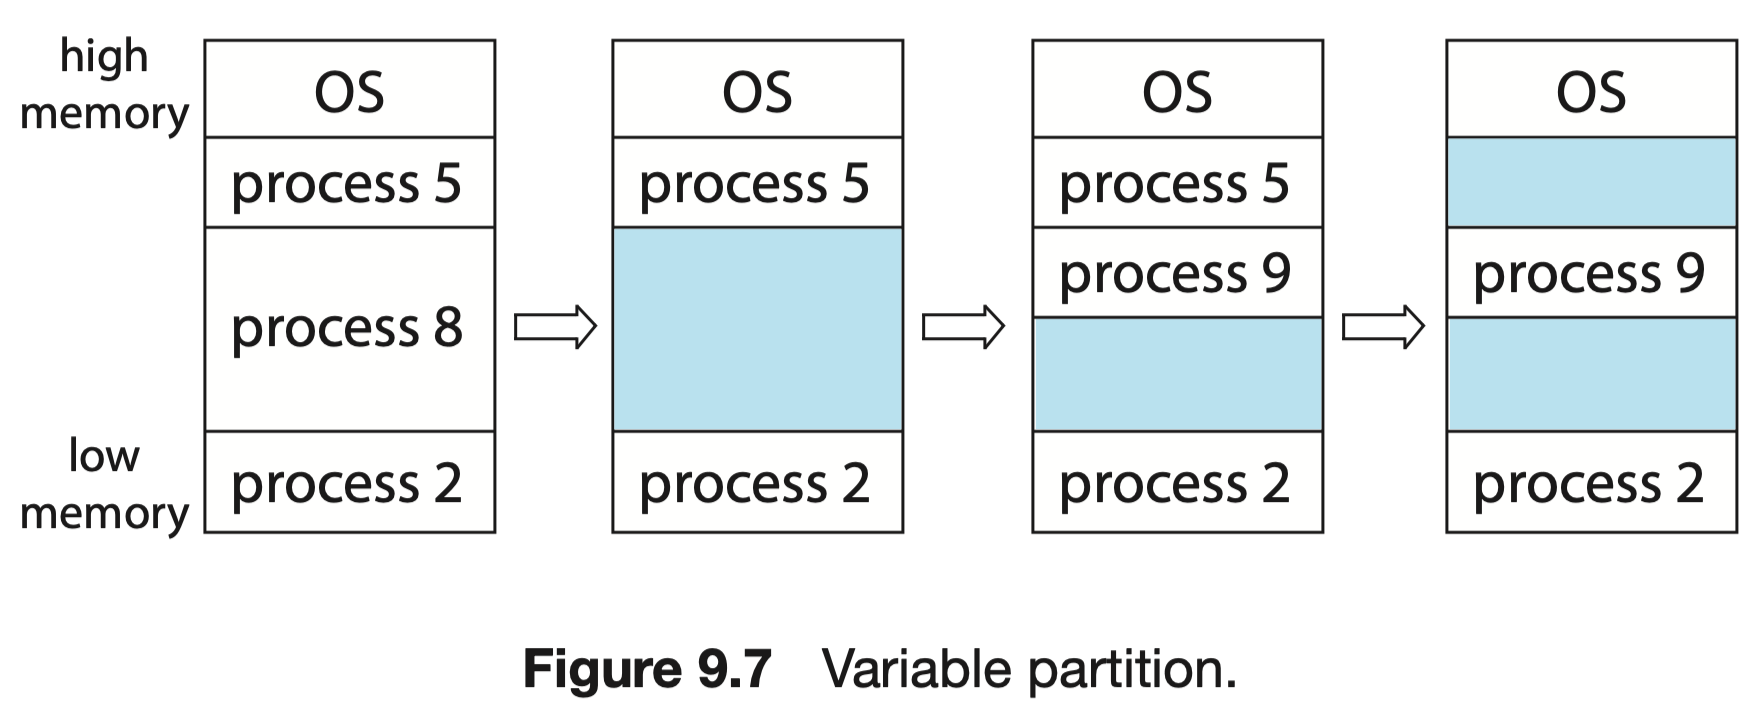 high
memory
low
memory
OS
process 5
process 8
process 2
OS
process 5
process 2
OS
process 5
process 9
process 2
OS
process 9
process 2
Figure 9.7 Variable partition.